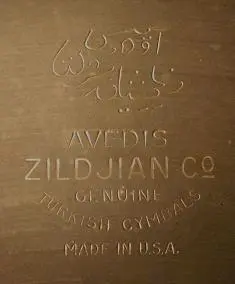 AVEDIS
ZILDJIAN CO
GENUINE
TURKISH CYMBALS
MADE IN U.S.A.